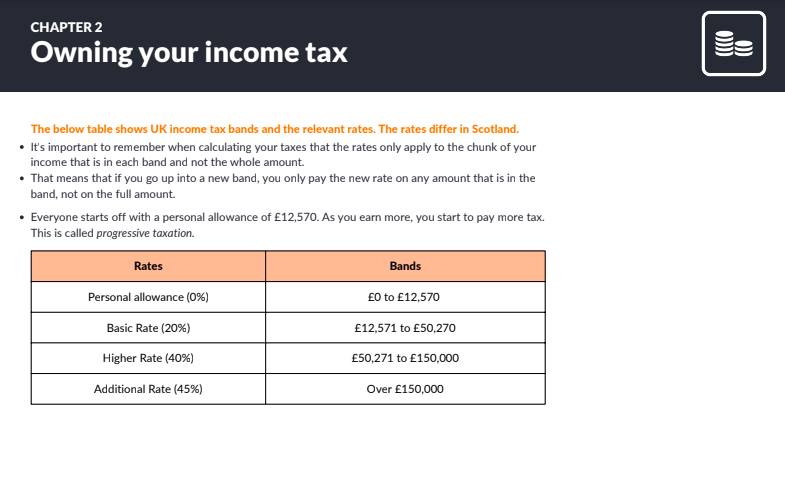 CHAPTER 2
Owning your income tax
The below table shows UK income tax bands and the relevant rates. The rates differ in Scotland.
• It's important to remember when calculating your taxes that the rates only apply to the chunk of your
income that is in each band and not the whole amount.
• That means that if you go up into a new band, you only pay the new rate on any amount that is in the
band, not on the full amount.
• Everyone starts off with a personal allowance of £12,570. As you earn more, you start to pay more tax.
This is called progressive taxation.
Rates Bands
Personal allowance (0%) £0 to £12,570
Basic Rate (20%) £12,571 to £50,270
Higher Rate (40%) £50,271 to £150,000
Additional Rate (45%) Over £150,000